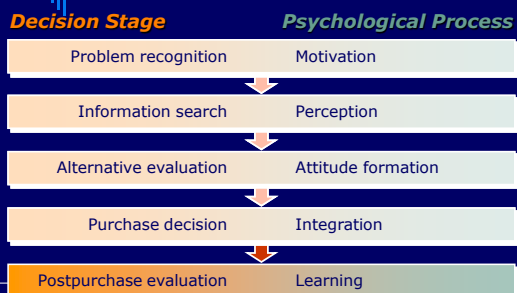 Decision Stage Psychological Process
Problem recognition Motivation
Information search Perception
Alternative evaluation Attitude formation
Purchase decision Integration
Postpurchase evaluation Learning